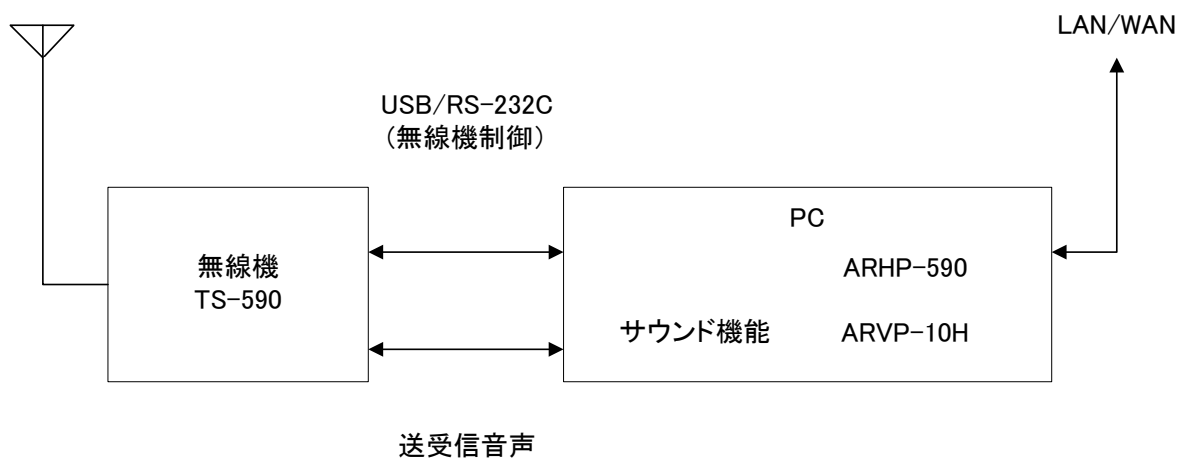 LAN/WAN
USB/RS-232C
(無線機制御)
無線機
TS-590
PC
ARHP-590
サウンド機能 ARVP-10H
送受信音声